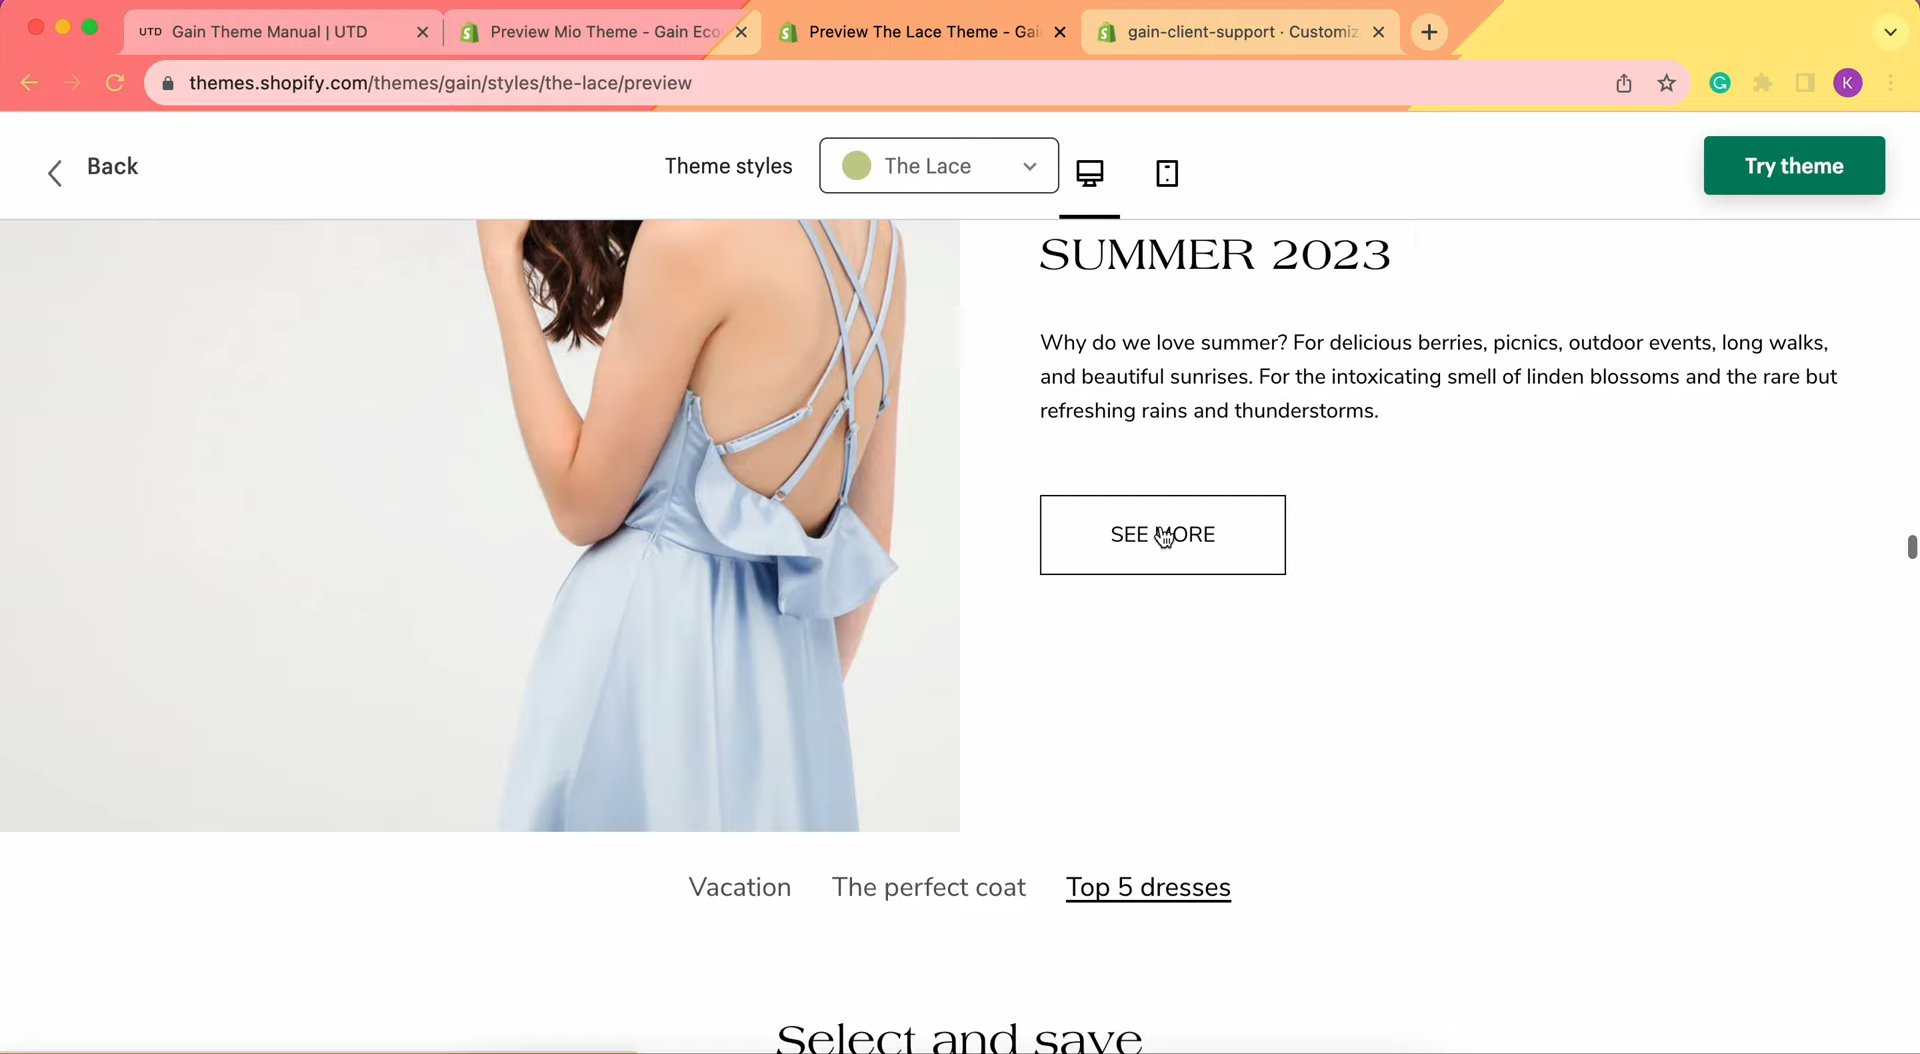 UTD Gain Theme Manual | UTD
Preview Mio Theme - Gain Eco
Preview The Lace Theme - Gai
gain-client-support · Customiz
themes.shopify.com/themes/gain/styles/the-lace/preview
K
Back
Theme styles
The Lace
Try theme
SUMMER 2023
Why do we love summer? For delicious berries, picnics, outdoor events, long walks,
and beautiful sunrises. For the intoxicating smell of linden blossoms and the rare but
refreshing rains and thunderstorms.
SEE MORE
Vacation
The perfect coat
Top 5 dresses
Select and save